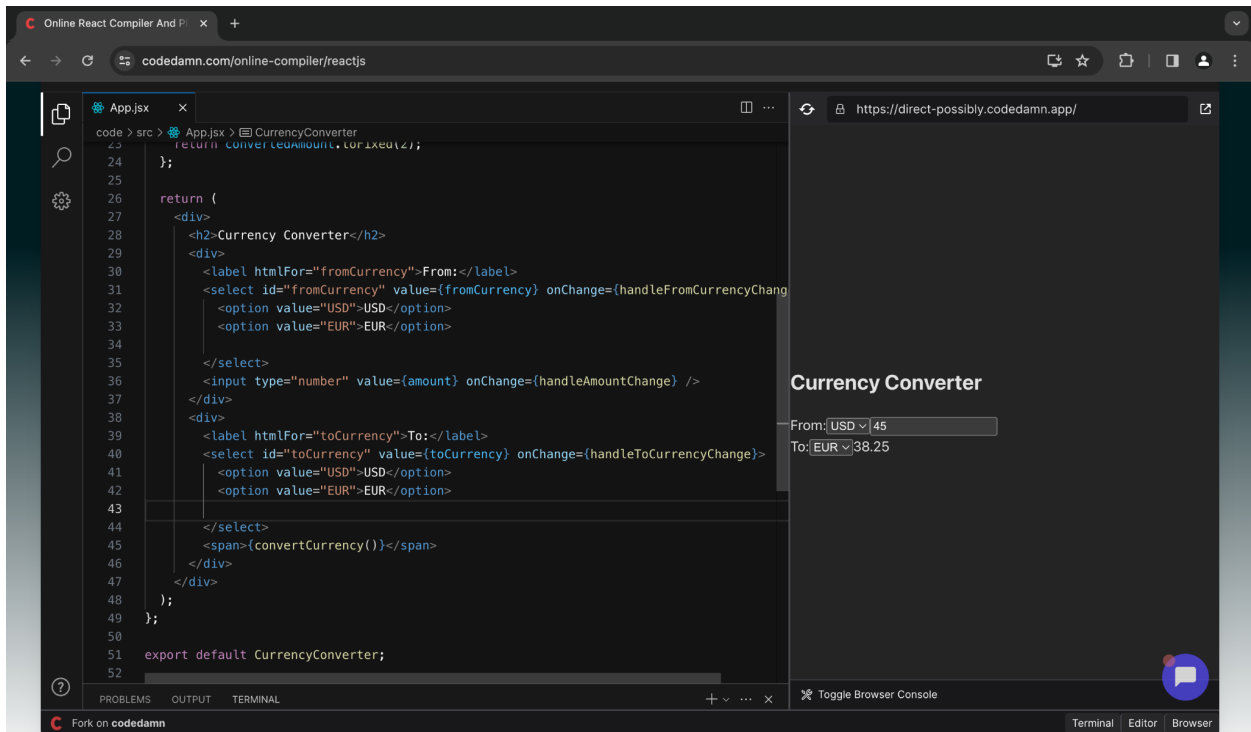 Online React Compiler And Pl
codedamn.com/online-compiler/reactjs
App.jsx
https://direct-possibly.codedamn.app/
code > src > App.jsx > CurrencyConverter
23 return convertedAmount.toFixed(2);
24 };
25
26 return (
27 <div>
28 <h2>Currency Converter</h2>
29 <div>
30 <label htmlFor="fromCurrency">From:</label>
31 <select id="fromCurrency" value={fromCurrency} onChange={handleFromCurrencyChang
32 <option value="USD">USD</option>
33 <option value="EUR">EUR</option>
34
35 </select>
36 <input type="number" value={amount} onChange={handleAmountChange} />
37 </div>
38 <div>
39 <label htmlFor="toCurrency">To:</label>
40 <select id="toCurrency" value={toCurrency} onChange={handleToCurrencyChange}>
41 <option value="USD">USD</option>
42 <option value="EUR">EUR</option>
43
44 </select>
45 <span>{convertCurrency()}</span>
46 </div>
47 </div>
48 );
49 };
50
51 export default CurrencyConverter;
52
Currency Converter
From: USD 45
To: EUR 38.25
PROBLEMS OUTPUT TERMINAL
Toggle Browser Console
Fork on codedamn
Terminal Editor Browser